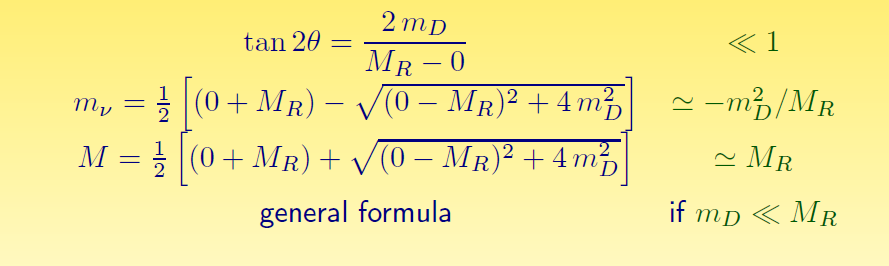 tan 2θ = 2 m_D / (M_R − 0) ≪ 1
m_ν = ½ [(0 + M_R) − √((0 − M_R)² + 4 m_D²)] ≃ −m_D²/M_R
M = ½ [(0 + M_R) + √((0 − M_R)² + 4 m_D²)] ≃ M_R
general formula if m_D ≪ M_R